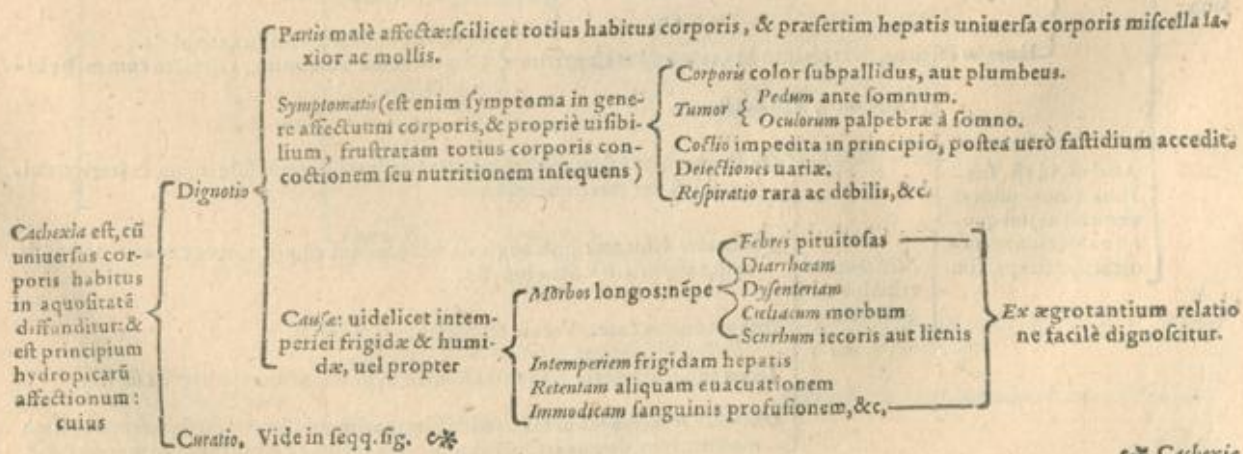 Partis malè affectæ:ſcilicet totius habitus corporis, & præſertim hepatis uniuerſa corporis miſcella la-
xior ac mollis.
Symptomatis (eſt enim ſymptoma in gene-
re affectuum corporis, & propriè uiſibi-
lium, fruſtratam totius corporis con-
coctionem ſeu nutritionem inſequens)
Corporis color ſubpallidus, aut plumbeus.
Tumor
Pedum ante ſomnum.
Oculorum palpebræ à ſomno.
Coctio impedita in principio, poſteà uerò faſtidium accedit.
Deiectiones uariæ.
Reſpiratio rara ac debilis, &c.
Dignotio
Cachexia eſt, cū
uniuerſus cor-
poris habitus
in aquoſitatē
diffunditur: &
eſt principium
hydropicarū
affectionum:
cuius
Cauſæ: uidelicet intem-
periei frigidæ & humi-
dæ, uel propter
Morbos longos: nēpe
Febres pituitoſas
Diarrhœam
Dyſenteriam
Cœliacum morbum
Scirrhum iecoris aut lienis
Intemperiem frigidam hepatis
Retentam aliquam euacuationem
Immodicam ſanguinis profuſionem, &c.
Ex ægrotantium relatio
ne facilè dignoſcitur.
Curatio. Vide in ſeqq. fig.
Cachexia